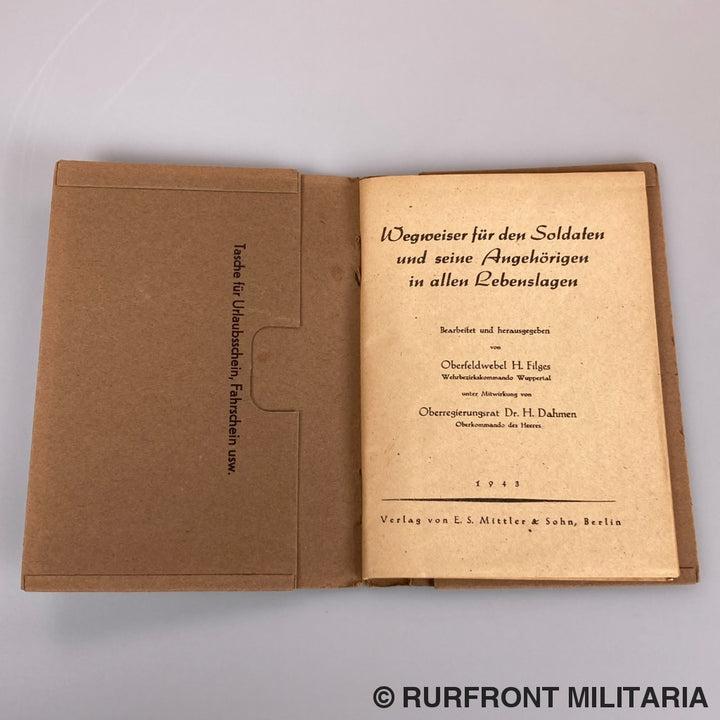 Tasche für Urlaubsschein, Fahrschein usw.
Wegweiser für den Soldaten
und seine Angehörigen
in allen Lebenslagen
Bearbeitet und herausgegeben
von
Oberfeldwebel H. Filges
Wehrbezirkskommando Wuppertal
unter Mitwirkung von
Oberregierungsrat Dr. H. Dahmen
Oberkommando des Heeres
1943
Verlag von E. S. Mittler & Sohn, Berlin
© RURFRONT MILITARIA